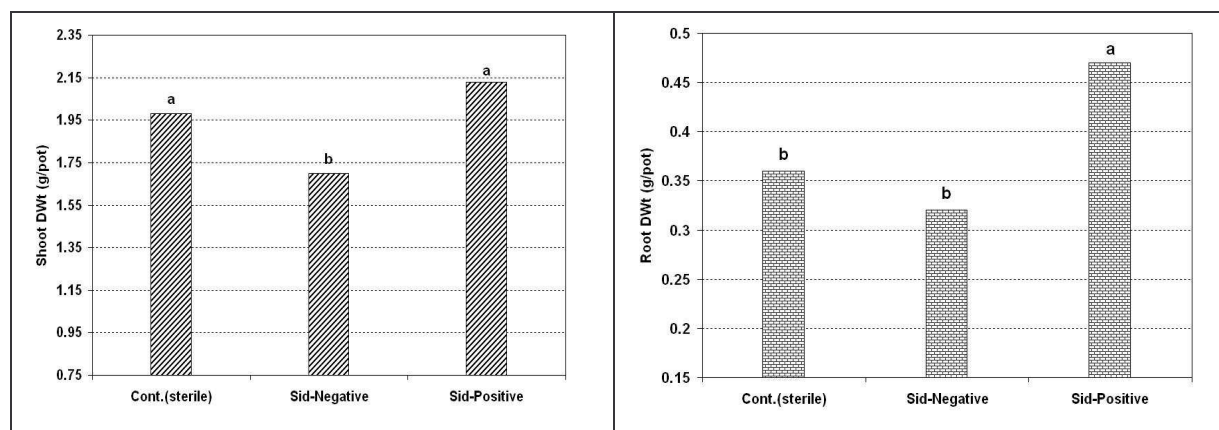 Shoot DWt (g/pot)
2.35
2.15
1.95
1.75
1.55
1.35
1.15
0.95
0.75
a
b
a
Cont.(sterile) Sid-Negative Sid-Positive
Root DWt (g/pot)
0.5
0.45
0.4
0.35
0.3
0.25
0.2
0.15
b
b
a
Cont.(sterile) Sid-Negative Sid-Positive